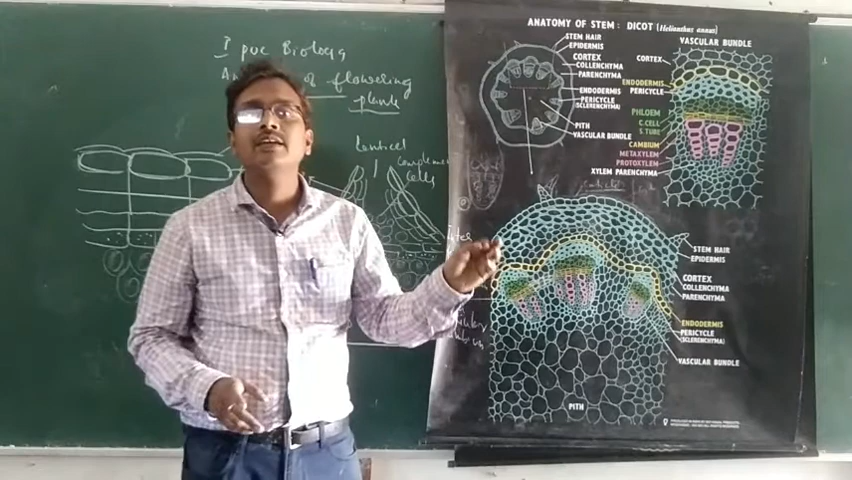 I puc Biology
of flowering
plants
Lenticel
Complementary
cells
ANATOMY OF STEM : DICOT (Helianthus annus)
STEM HAIR
EPIDERMIS
CORTEX
COLLENCHYMA
PARENCHYMA
ENDODERMIS
PERICYCLE
SCLERENCHYMA
PITH
VASCULAR BUNDLE
VASCULAR BUNDLE
CORTEX
ENDODERMIS
PERICYCLE
PHLOEM
C.CELL
S.TUBE
CAMBIUM
METAXYLEM
PROTOXYLEM
XYLEM PARENCHYMA
STEM HAIR
EPIDERMIS
CORTEX
COLLENCHYMA
PARENCHYMA
ENDODERMIS
PERICYCLE
SCLERENCHYMA
VASCULAR BUNDLE
PITH